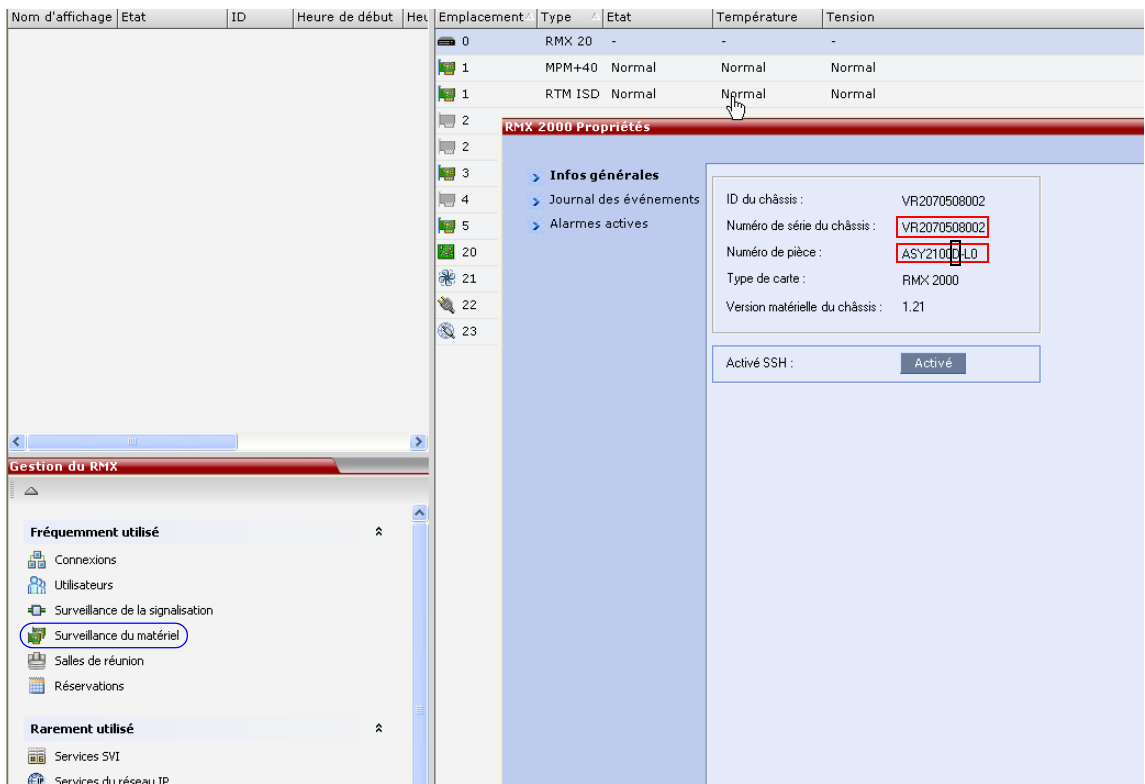 Nom d'affichage Etat ID Heure de début Heu
Emplacement Type Etat Température Tension
0 RMX 20 - - -
1 MPM+40 Normal Normal Normal
1 RTM ISD Normal Normal Normal
2
2
3
4
5
20
21
22
23
RMX 2000 Propriétés
Infos générales
Journal des événements
Alarmes actives
ID du châssis : VR2070508002
Numéro de série du châssis : VR2070508002
Numéro de pièce : ASY2100D-L0
Type de carte : RMX 2000
Version matérielle du châssis : 1.21
Activé SSH : Activé
Gestion du RMX
Fréquemment utilisé
Connexions
Utilisateurs
Surveillance de la signalisation
Surveillance du matériel
Salles de réunion
Réservations
Rarement utilisé
Services SVI
Services du réseau IP